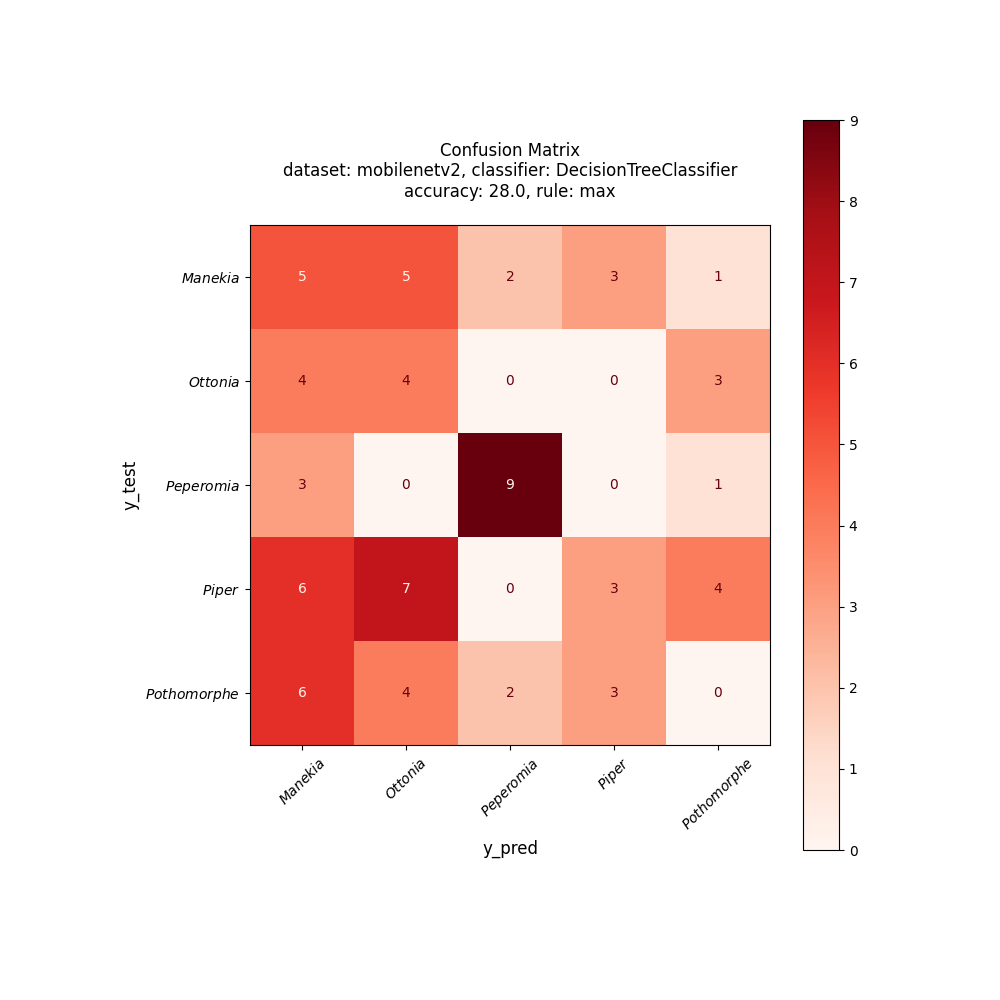 Confusion Matrix
dataset: mobilenetv2, classifier: DecisionTreeClassifier
accuracy: 28.0, rule: max
y_test
Manekia 5 5 2 3 1
Ottonia 4 4 0 0 3
Peperomia 3 0 9 0 1
Piper 6 7 0 3 4
Pothomorphe 6 4 2 3 0
Manekia Ottonia Peperomia Piper Pothomorphe
y_pred
9
8
7
6
5
4
3
2
1
0